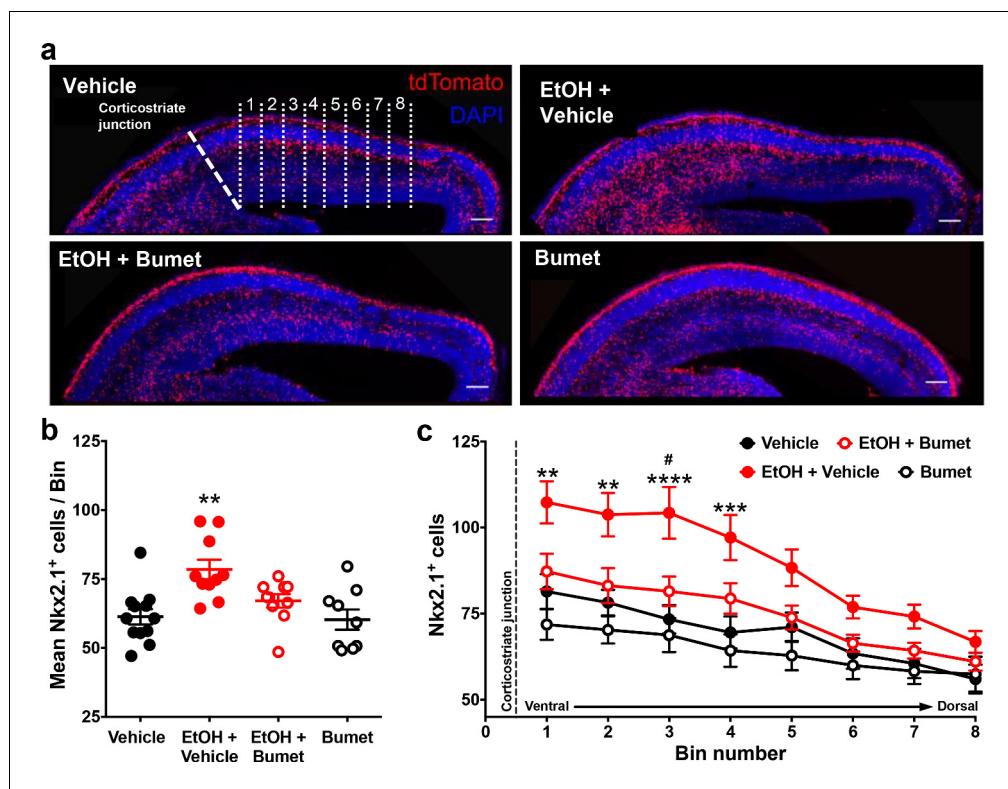 a
Vehicle
tdTomato
DAPI
Corticostriate
junction
1 2 3 4 5 6 7 8
EtOH +
Vehicle
EtOH + Bumet
Bumet
b
125
100
75
50
25
Mean Nkx2.1+ cells / Bin
**
Vehicle
EtOH +
Vehicle
EtOH +
Bumet
Bumet
c
125
100
75
50
Nkx2.1+ cells
Corticostriate junction
Vehicle
EtOH + Bumet
EtOH + Vehicle
Bumet
#
** ** **** ***
Ventral
Dorsal
0 1 2 3 4 5 6 7 8
Bin number